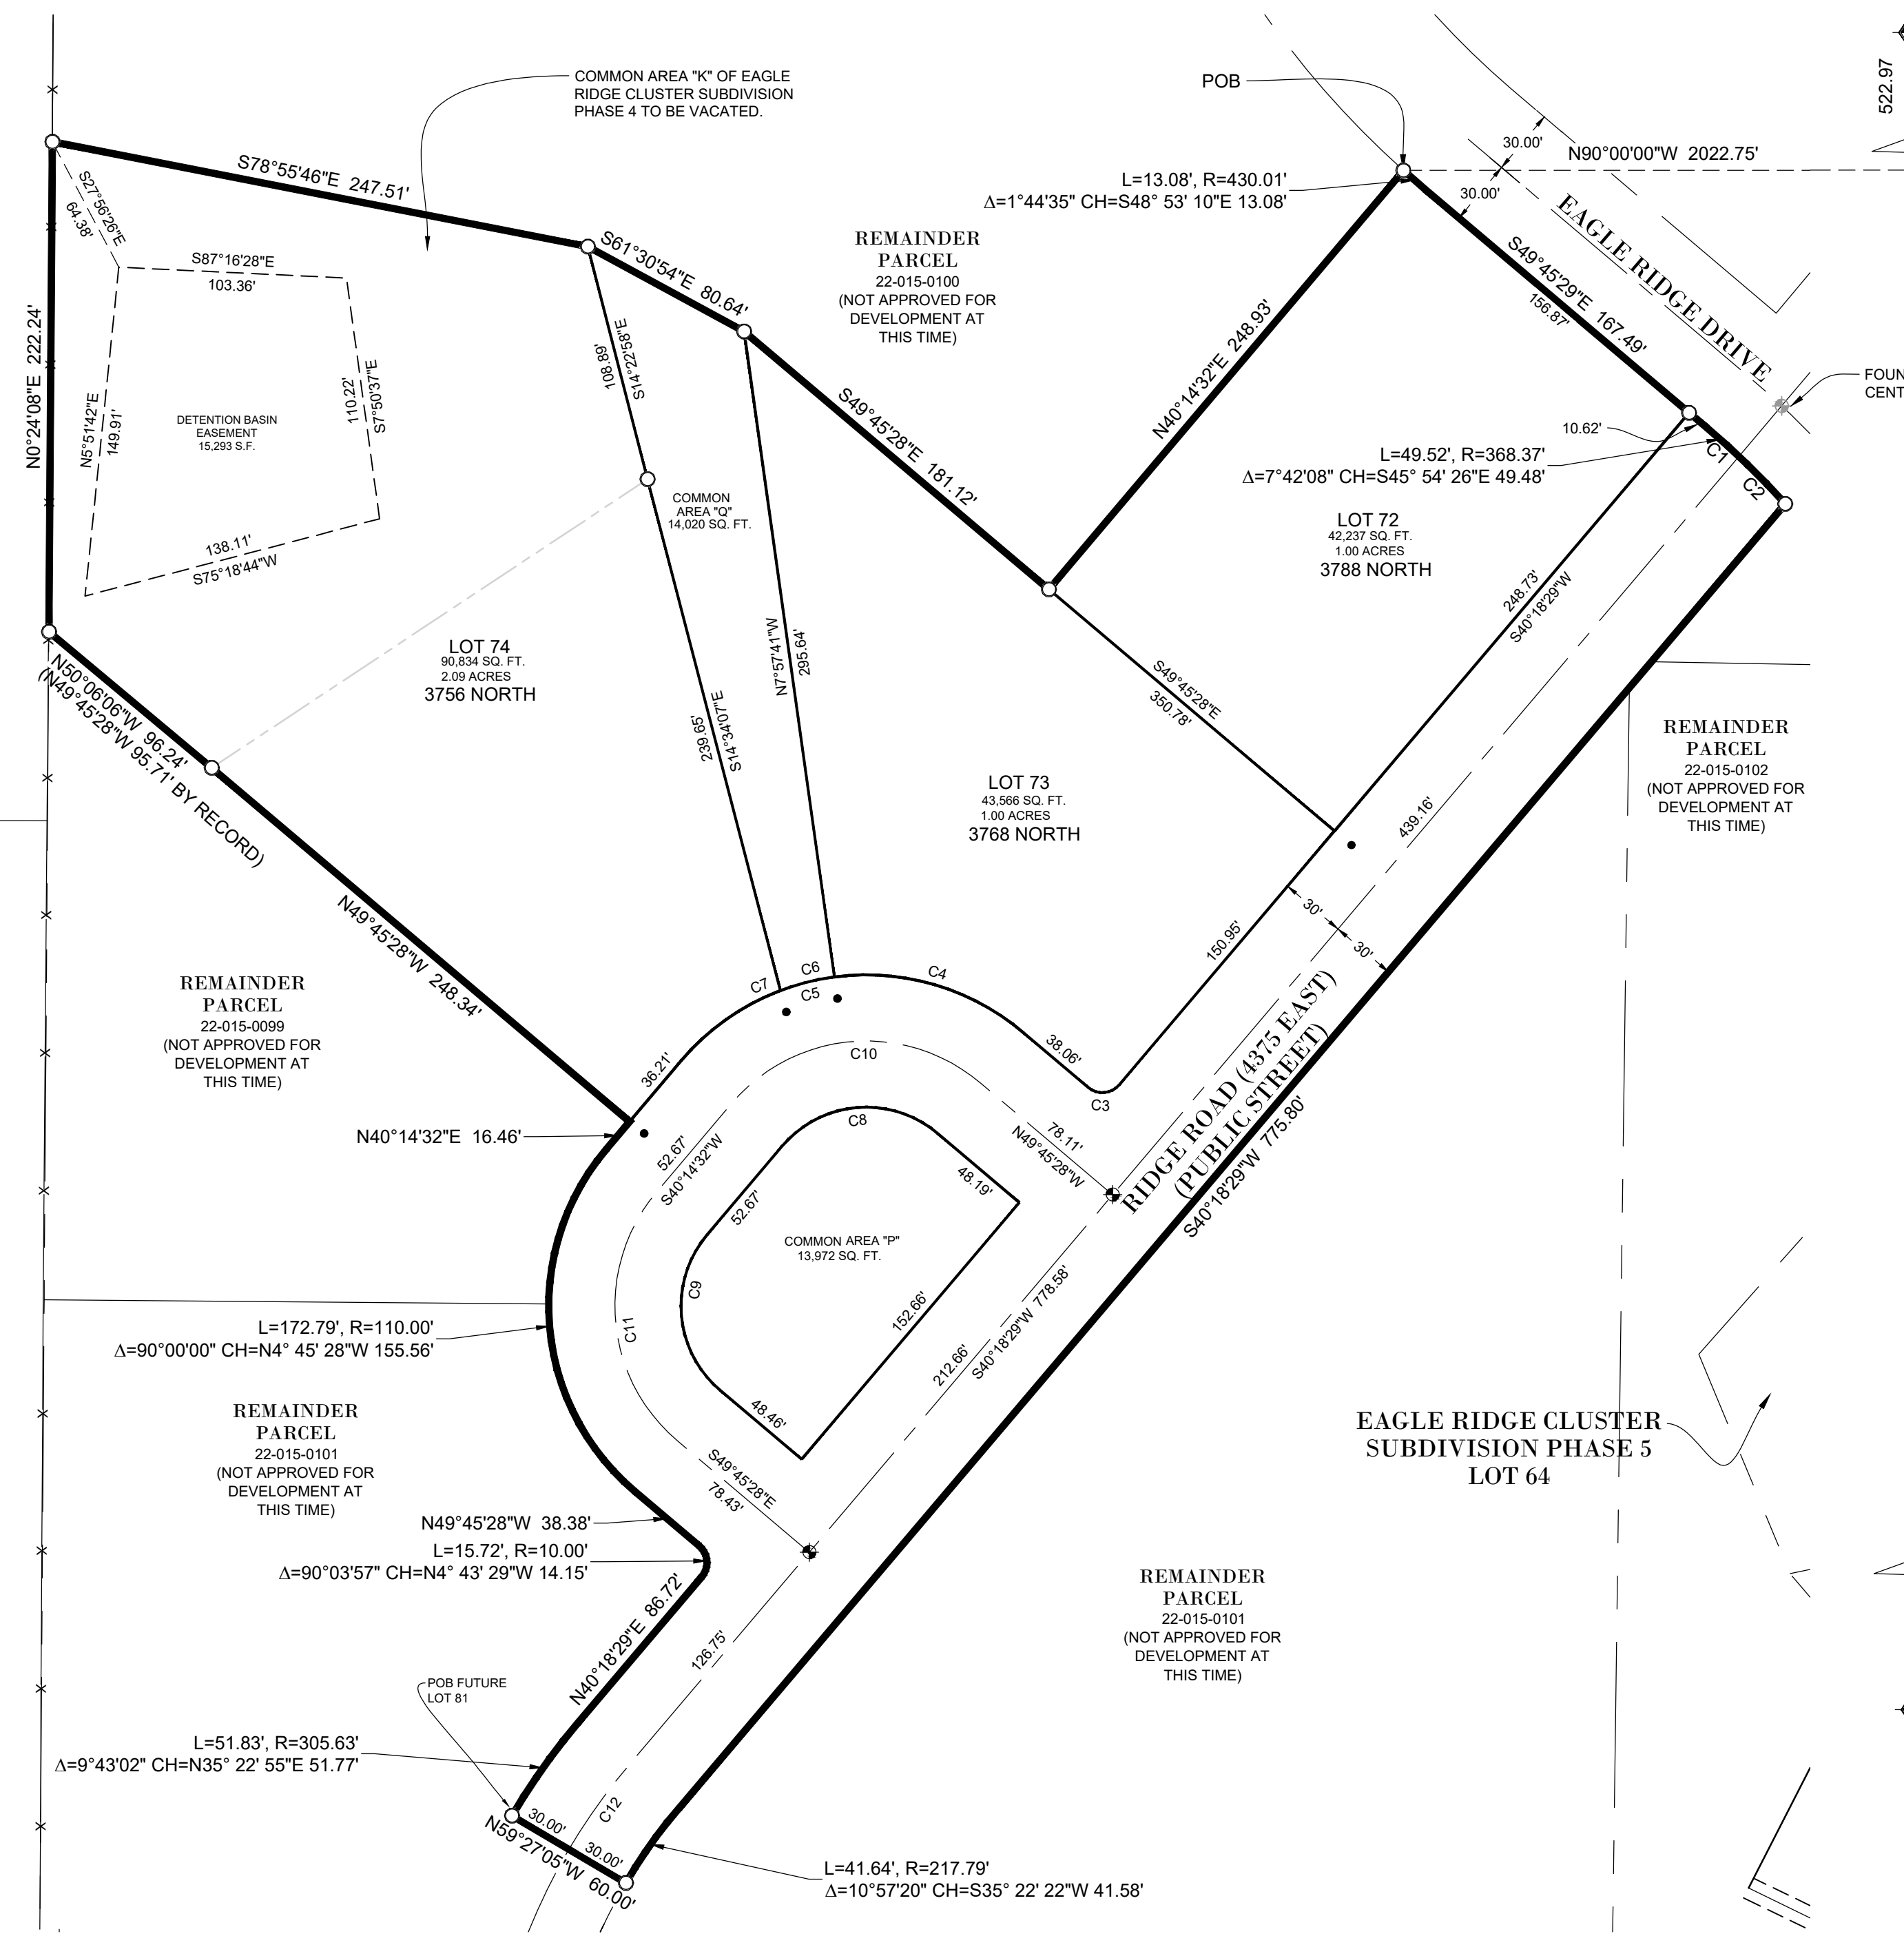 COMMON AREA "K" OF EAGLE
RIDGE CLUSTER SUBDIVISION
PHASE 4 TO BE VACATED.
POB
522.97
30.00'
N90°00'00"W 2022.75'
30.00'
L=13.08', R=430.01'
Δ=1°44'35" CH=S48° 53' 10"E 13.08'
S78°55'46"E 247.51'
S27°56'26"E
64.38'
EAGLE RIDGE DRIVE
S61°30'54"E 80.64'
REMAINDER
PARCEL
22-015-0100
(NOT APPROVED FOR
DEVELOPMENT AT
THIS TIME)
S87°16'28"E
103.36'
S49°45'29"E 167.49'
156.87'
N0°24'08"E 222.24'
N5°51'42"E
149.91'
DETENTION BASIN
EASEMENT
15,293 S.F.
110.22'
S7°50'37"E
108.89'
S14°22'58"E
N40°14'32"E 248.93'
FOUN
CENT
10.62'
C1
C2
L=49.52', R=368.37'
Δ=7°42'08" CH=S45° 54' 26"E 49.48'
S49°45'28"E 181.12'
COMMON
AREA "Q"
14,020 SQ. FT.
LOT 72
42,237 SQ. FT.
1.00 ACRES
3788 NORTH
138.11'
S75°18'44"W
248.73'
S40°18'29"W
LOT 74
90,834 SQ. FT.
2.09 ACRES
3756 NORTH
N7°57'41"W
295.64'
S49°45'28"E
350.78'
N50°06'06"W 96.24'
(N49°45'28"W 95.71' BY RECORD)
239.65'
S14°34'07"E
REMAINDER
PARCEL
22-015-0102
(NOT APPROVED FOR
DEVELOPMENT AT
THIS TIME)
LOT 73
43,566 SQ. FT.
1.00 ACRES
3768 NORTH
439.16'
N49°45'28"W 248.34'
30'
30'
150.95'
REMAINDER
PARCEL
22-015-0099
(NOT APPROVED FOR
DEVELOPMENT AT
THIS TIME)
C7
C6
C5
C4
36.21'
C10
38.06'
C3
RIDGE ROAD (4375 EAST)
(PUBLIC STREET)
S40°18'29"W 775.80'
N40°14'32"E 16.46'
52.67'
S40°14'32"W
C8
78.11'
N49°45'28"W
48.19'
52.67'
COMMON AREA "P"
13,972 SQ. FT.
C9
C11
152.66'
212.66'
S40°18'29"W 778.58'
L=172.79', R=110.00'
Δ=90°00'00" CH=N4° 45' 28"W 155.56'
REMAINDER
PARCEL
22-015-0101
(NOT APPROVED FOR
DEVELOPMENT AT
THIS TIME)
48.46'
EAGLE RIDGE CLUSTER
SUBDIVISION PHASE 5
LOT 64
S49°45'28"E
78.43'
N49°45'28"W 38.38'
L=15.72', R=10.00'
Δ=90°03'57" CH=N4° 43' 29"W 14.15'
REMAINDER
PARCEL
22-015-0101
(NOT APPROVED FOR
DEVELOPMENT AT
THIS TIME)
N40°18'29"E 86.72'
126.75'
POB FUTURE
LOT 81
L=51.83', R=305.63'
Δ=9°43'02" CH=N35° 22' 55"E 51.77'
C12
30.00'
30.00'
N59°27'05"W 60.00'
L=41.64', R=217.79'
Δ=10°57'20" CH=S35° 22' 22"W 41.58'